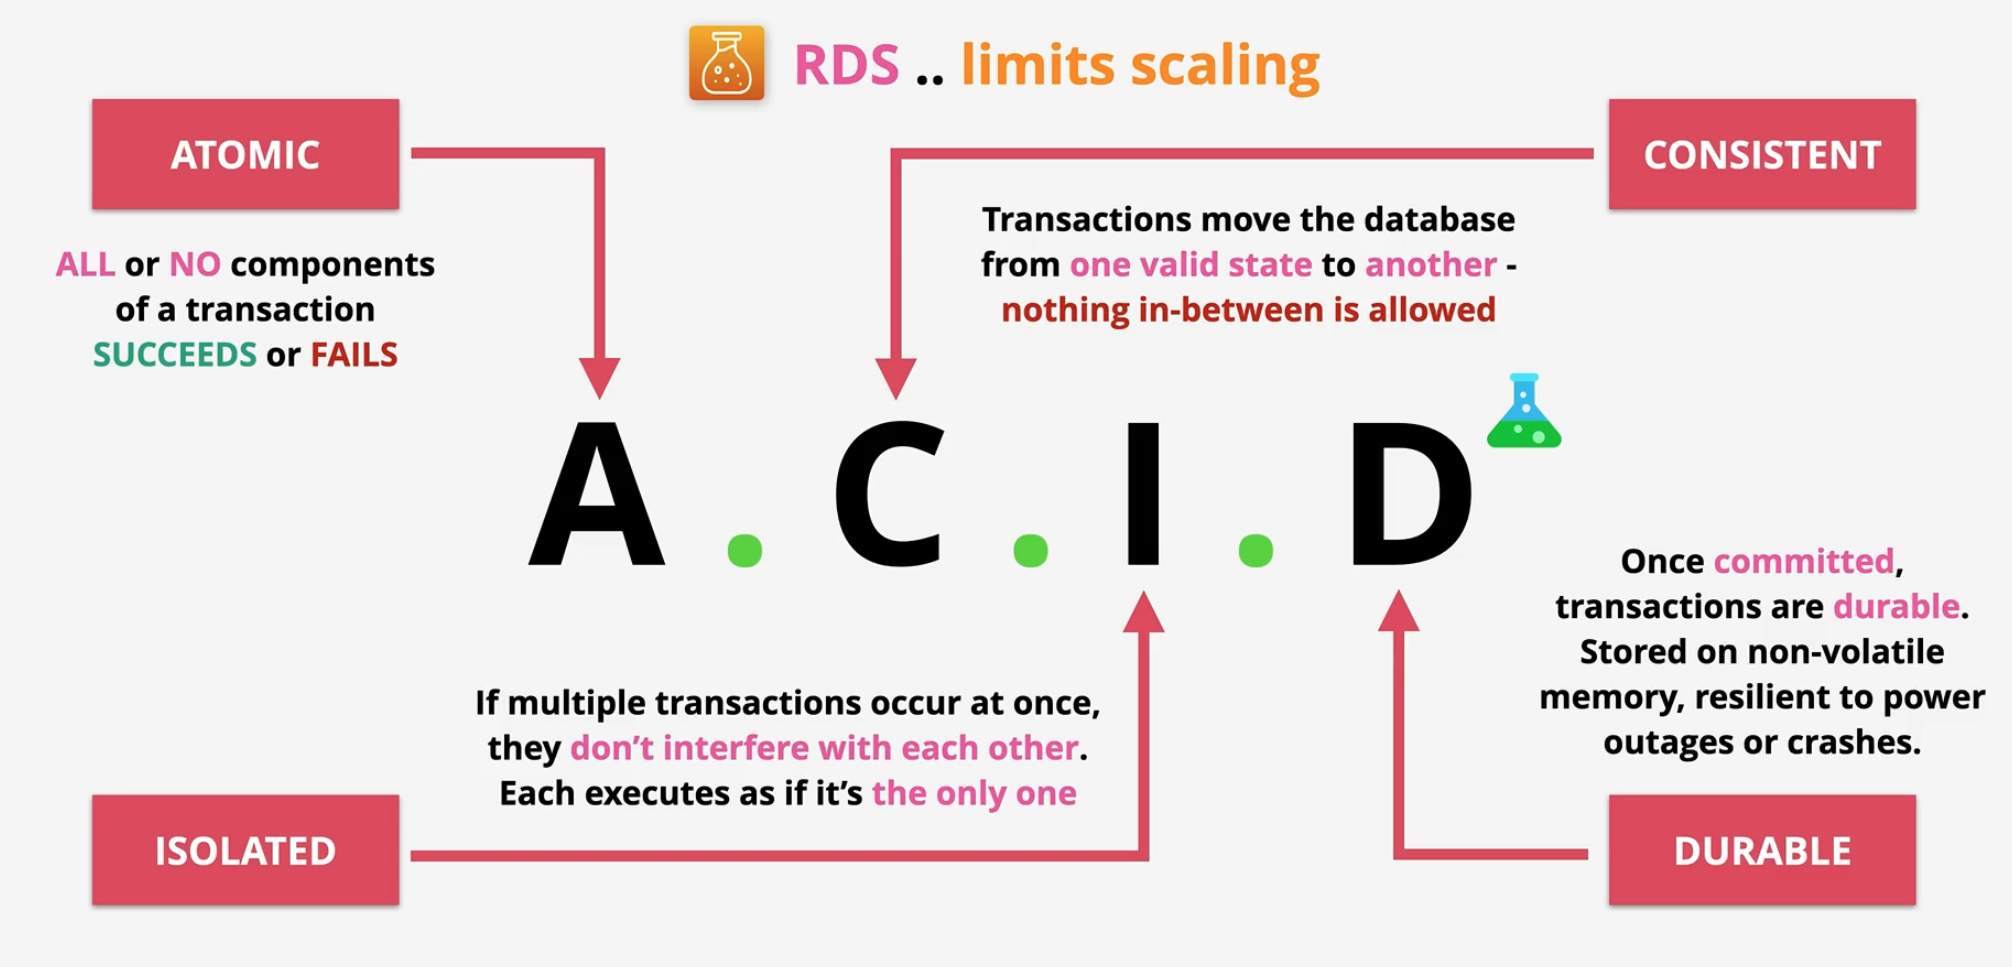 RDS .. limits scaling
ATOMIC
ALL or NO components
of a transaction
SUCCEEDS or FAILS
CONSISTENT
Transactions move the database
from one valid state to another -
nothing in-between is allowed
A . C . I . D
If multiple transactions occur at once,
they don’t interfere with each other.
Each executes as if it’s the only one
ISOLATED
Once committed,
transactions are durable.
Stored on non-volatile
memory, resilient to power
outages or crashes.
DURABLE